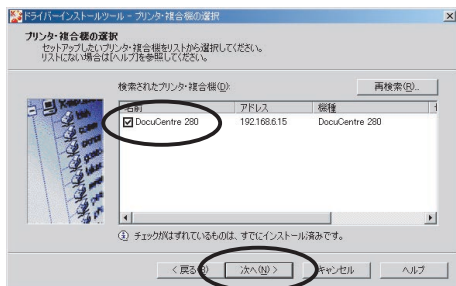 ドライバーインストールツール - プリンタ・複合機の選択
プリンタ・複合機の選択
セットアップしたいプリンタ・複合機をリストから選択してください。
リストにない場合は[ヘルプ]を参照してください。
検索されたプリンタ・複合機(D):
再検索(R)...
名前 アドレス 機種
DocuCentre 280 192.168.6.15 DocuCentre 280
チェックがはずれているものは、すでにインストール済みです。
< 戻る(B) 次へ(N) > キャンセル ヘルプ